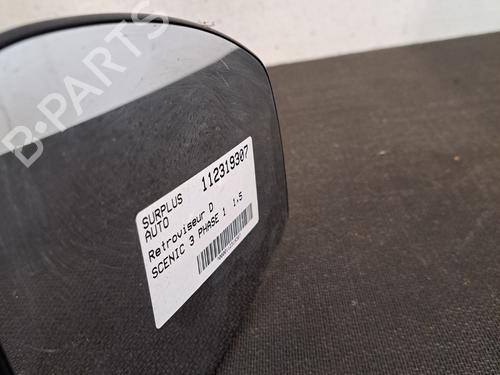 B-PARTS
SURPLUS
AUTO
112319307
Retroviseur D
SCENIC 3 PHASE 1 1.5